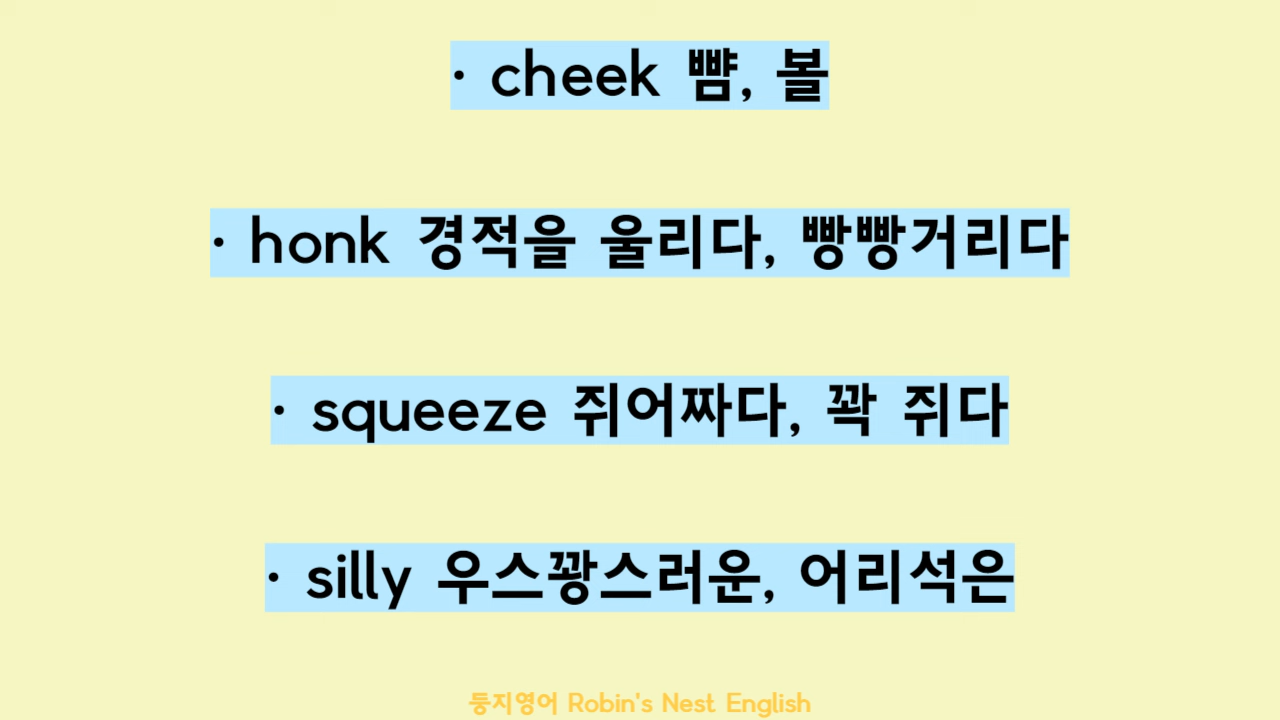 · cheek 뺨, 볼
· honk 경적을 울리다, 빵빵거리다
· squeeze 쥐어짜다, 꽉 쥐다
· silly 우스꽝스러운, 어리석은
둥지영어 Robin's Nest English